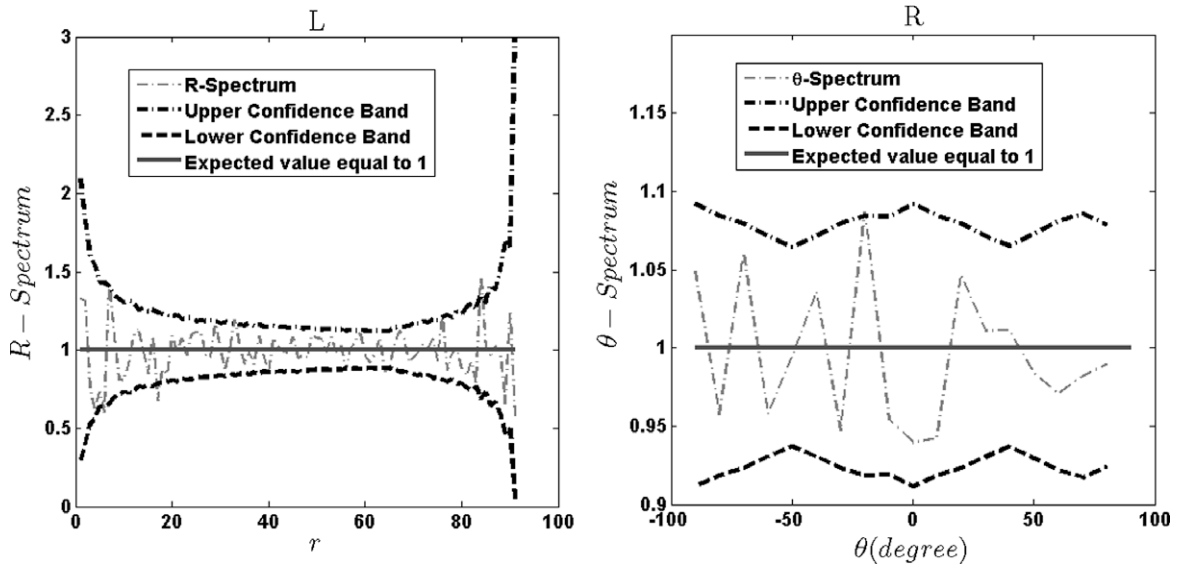 L
3
2.5
2
1.5
1
0.5
0
0
20
40
60
80
100
R − Spectrum
r
R-Spectrum
Upper Confidence Band
Lower Confidence Band
Expected value equal to 1
R
1.15
1.1
1.05
1
0.95
0.9
-100
-50
0
50
100
θ − Spectrum
θ(degree)
θ-Spectrum
Upper Confidence Band
Lower Confidence Band
Expected value equal to 1